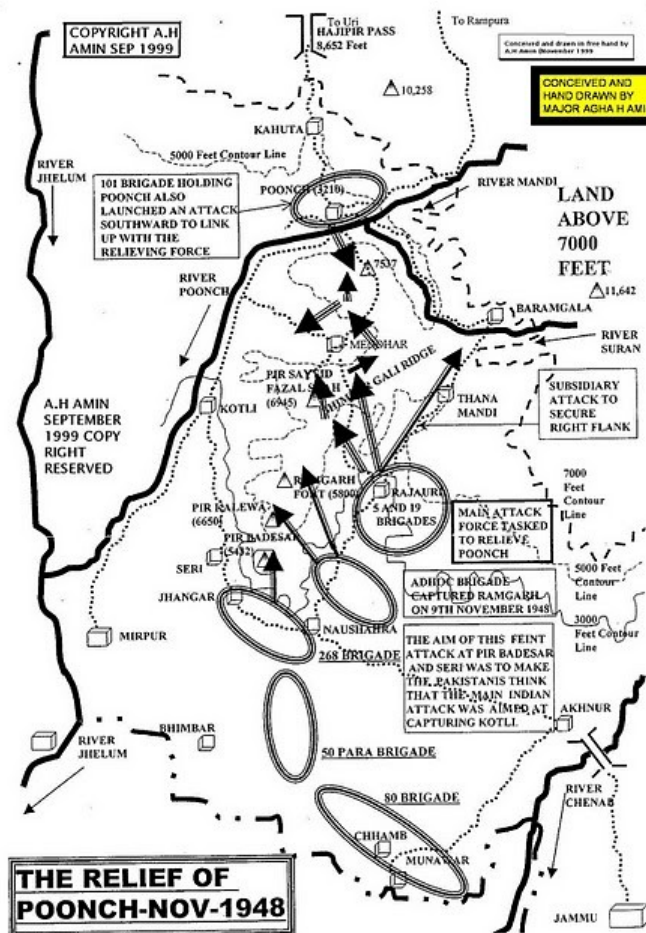 COPYRIGHT A.H
AMIN SEP 1999
To Uri
HAJIPIR PASS
8,652 Feet
To Rampura
Conceived and drawn in free hand by
A.H Amin (November 1999
CONCEIVED AND
HAND DRAWN BY
MAJOR AGHA H AMI
10,258
KAHUTA
5000 Feet Contour Line
RIVER
JHELUM
101 BRIGADE HOLDING
POONCH ALSO
LAUNCHED AN ATTACK
SOUTHWARD TO LINK
UP WITH THE
RELIEVING FORCE
POONCH (3210)
RIVER MANDI
LAND
ABOVE
7000
FEET
7537
11,642
RIVER
POONCH
BARAMGALA
RIVER
SURAN
MENDHAR
PIR SAYYID
FAZAL SHAH
(6945)
BHIMBER GALI RIDGE
THANA
MANDI
SUBSIDIARY
ATTACK TO
SECURE
RIGHT FLANK
KOTLI
A.H AMIN
SEPTEMBER
1999 COPY
RIGHT
RESERVED
RAMGARH
FORT (5800)
RAJAURI
5 AND 19
BRIGADES
7000
Feet
Contour
Line
PIR KALEWA
(6650)
MAIN ATTACK
FORCE TASKED
TO RELIEVE
POONCH
PIR BADESAR
(5432)
SERI
5000 Feet
Contour
Line
ADHOC BRIGADE
CAPTURED RAMGARH
ON 9TH NOVEMBER 1948
JHANGAR
3000
Feet Contour
Line
MIRPUR
NAUSHAHRA
268 BRIGADE
THE AIM OF THIS FEINT
ATTACK AT PIR BADESAR
AND SERI WAS TO MAKE
THE PAKISTANIS THINK
THAT THE MAIN INDIAN
ATTACK WAS AIMED AT
CAPTURING KOTLI.
AKHNUR
BHIMBAR
RIVER
JHELUM
50 PARA BRIGADE
RIVER
CHENAB
80 BRIGADE
CHHAMB
MUNAWAR
THE RELIEF OF
POONCH-NOV-1948
JAMMU